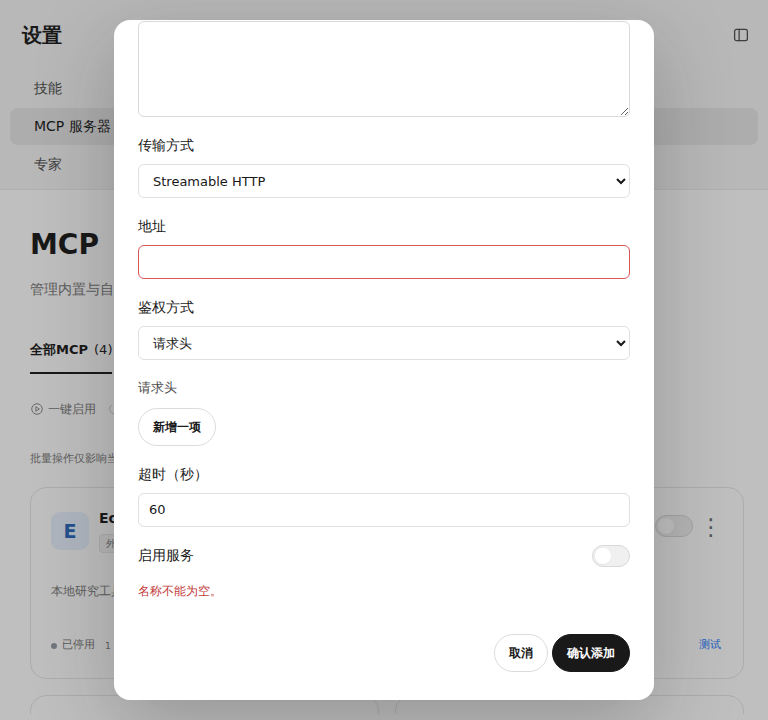 设置
技能
MCP 服务器
专家
MCP
管理内置与自
全部MCP (4)
一键启用
批量操作仅影响当
E
Ec
外
本地研究工具
已停用 1
测试
传输方式
Streamable HTTP
地址
鉴权方式
请求头
请求头
新增一项
超时（秒）
60
启用服务
名称不能为空。
取消
确认添加